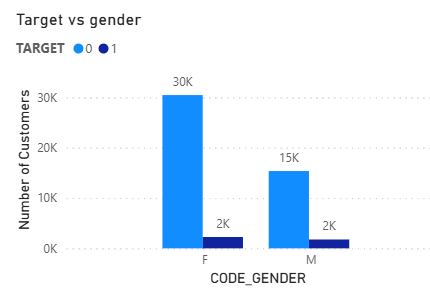 Target vs gender
TARGET 0 1
Number of Customers
30K
20K
10K
0K
30K
2K
15K
2K
F M
CODE_GENDER